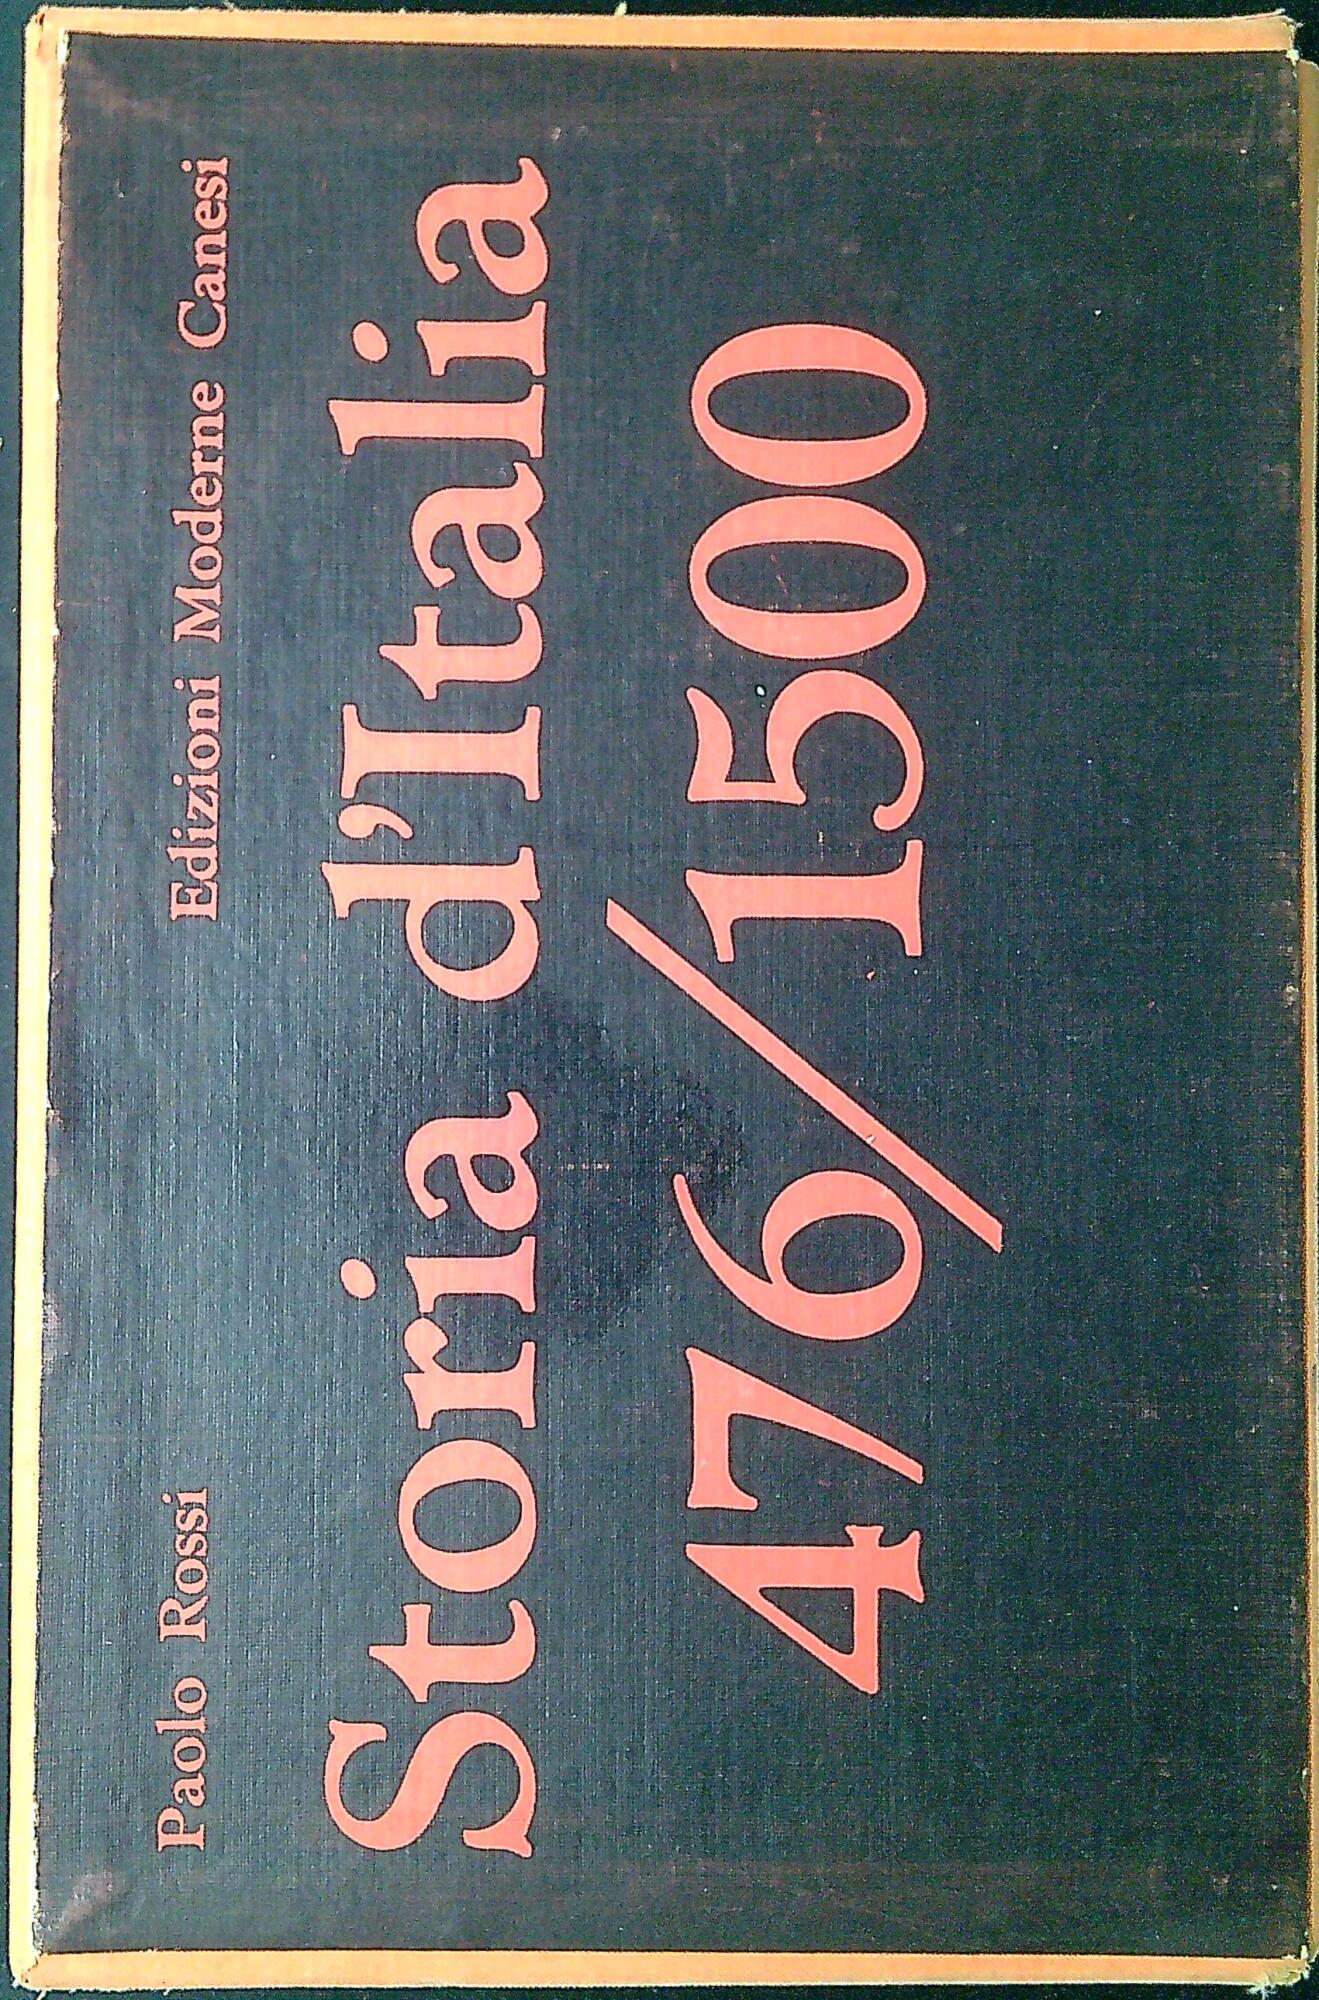 Paolo Rossi Edizioni Moderne Canesi
Storia d'Italia
476/1500